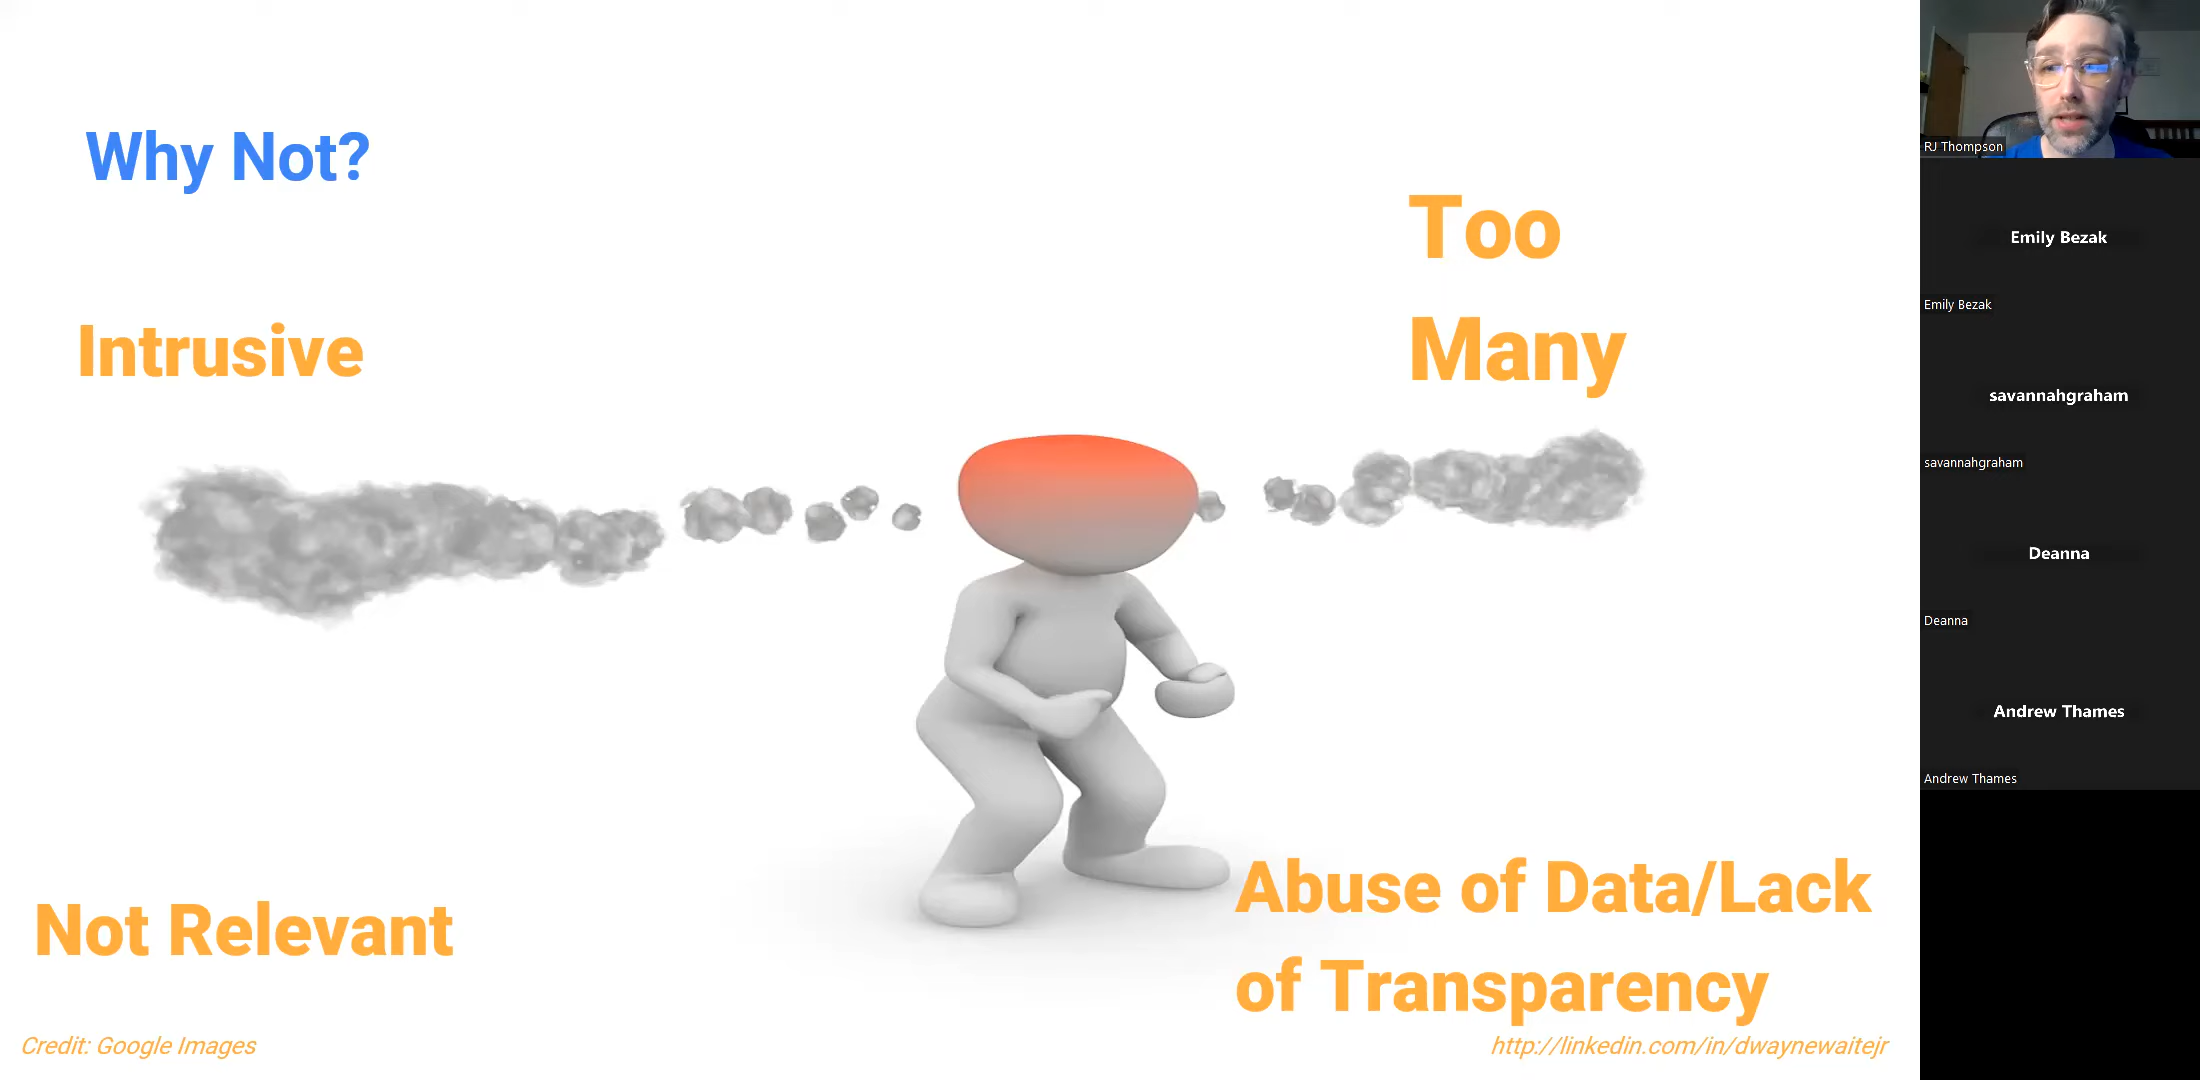 Why Not?
Intrusive
Too
Many
Not Relevant
Abuse of Data/Lack
of Transparency
Credit: Google Images
http://linkedin.com/in/dwaynewaitejr
RJ Thompson
Emily Bezak
Emily Bezak
savannahgraham
savannahgraham
Deanna
Deanna
Andrew Thames
Andrew Thames